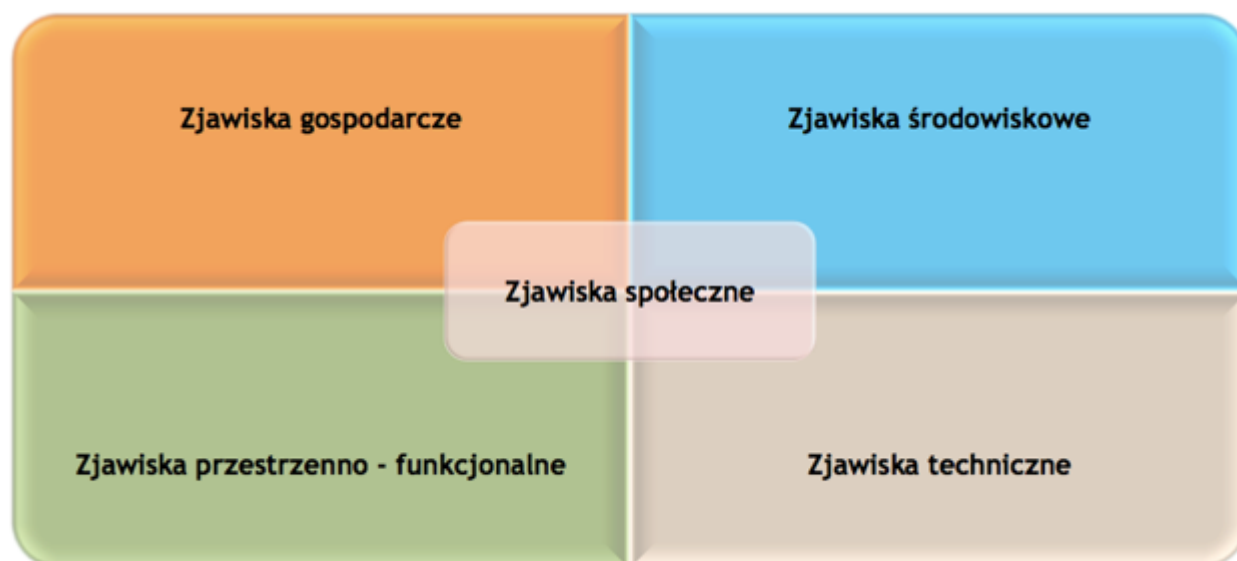 Zjawiska gospodarcze
Zjawiska środowiskowe
Zjawiska społeczne
Zjawiska przestrzenno - funkcjonalne
Zjawiska techniczne